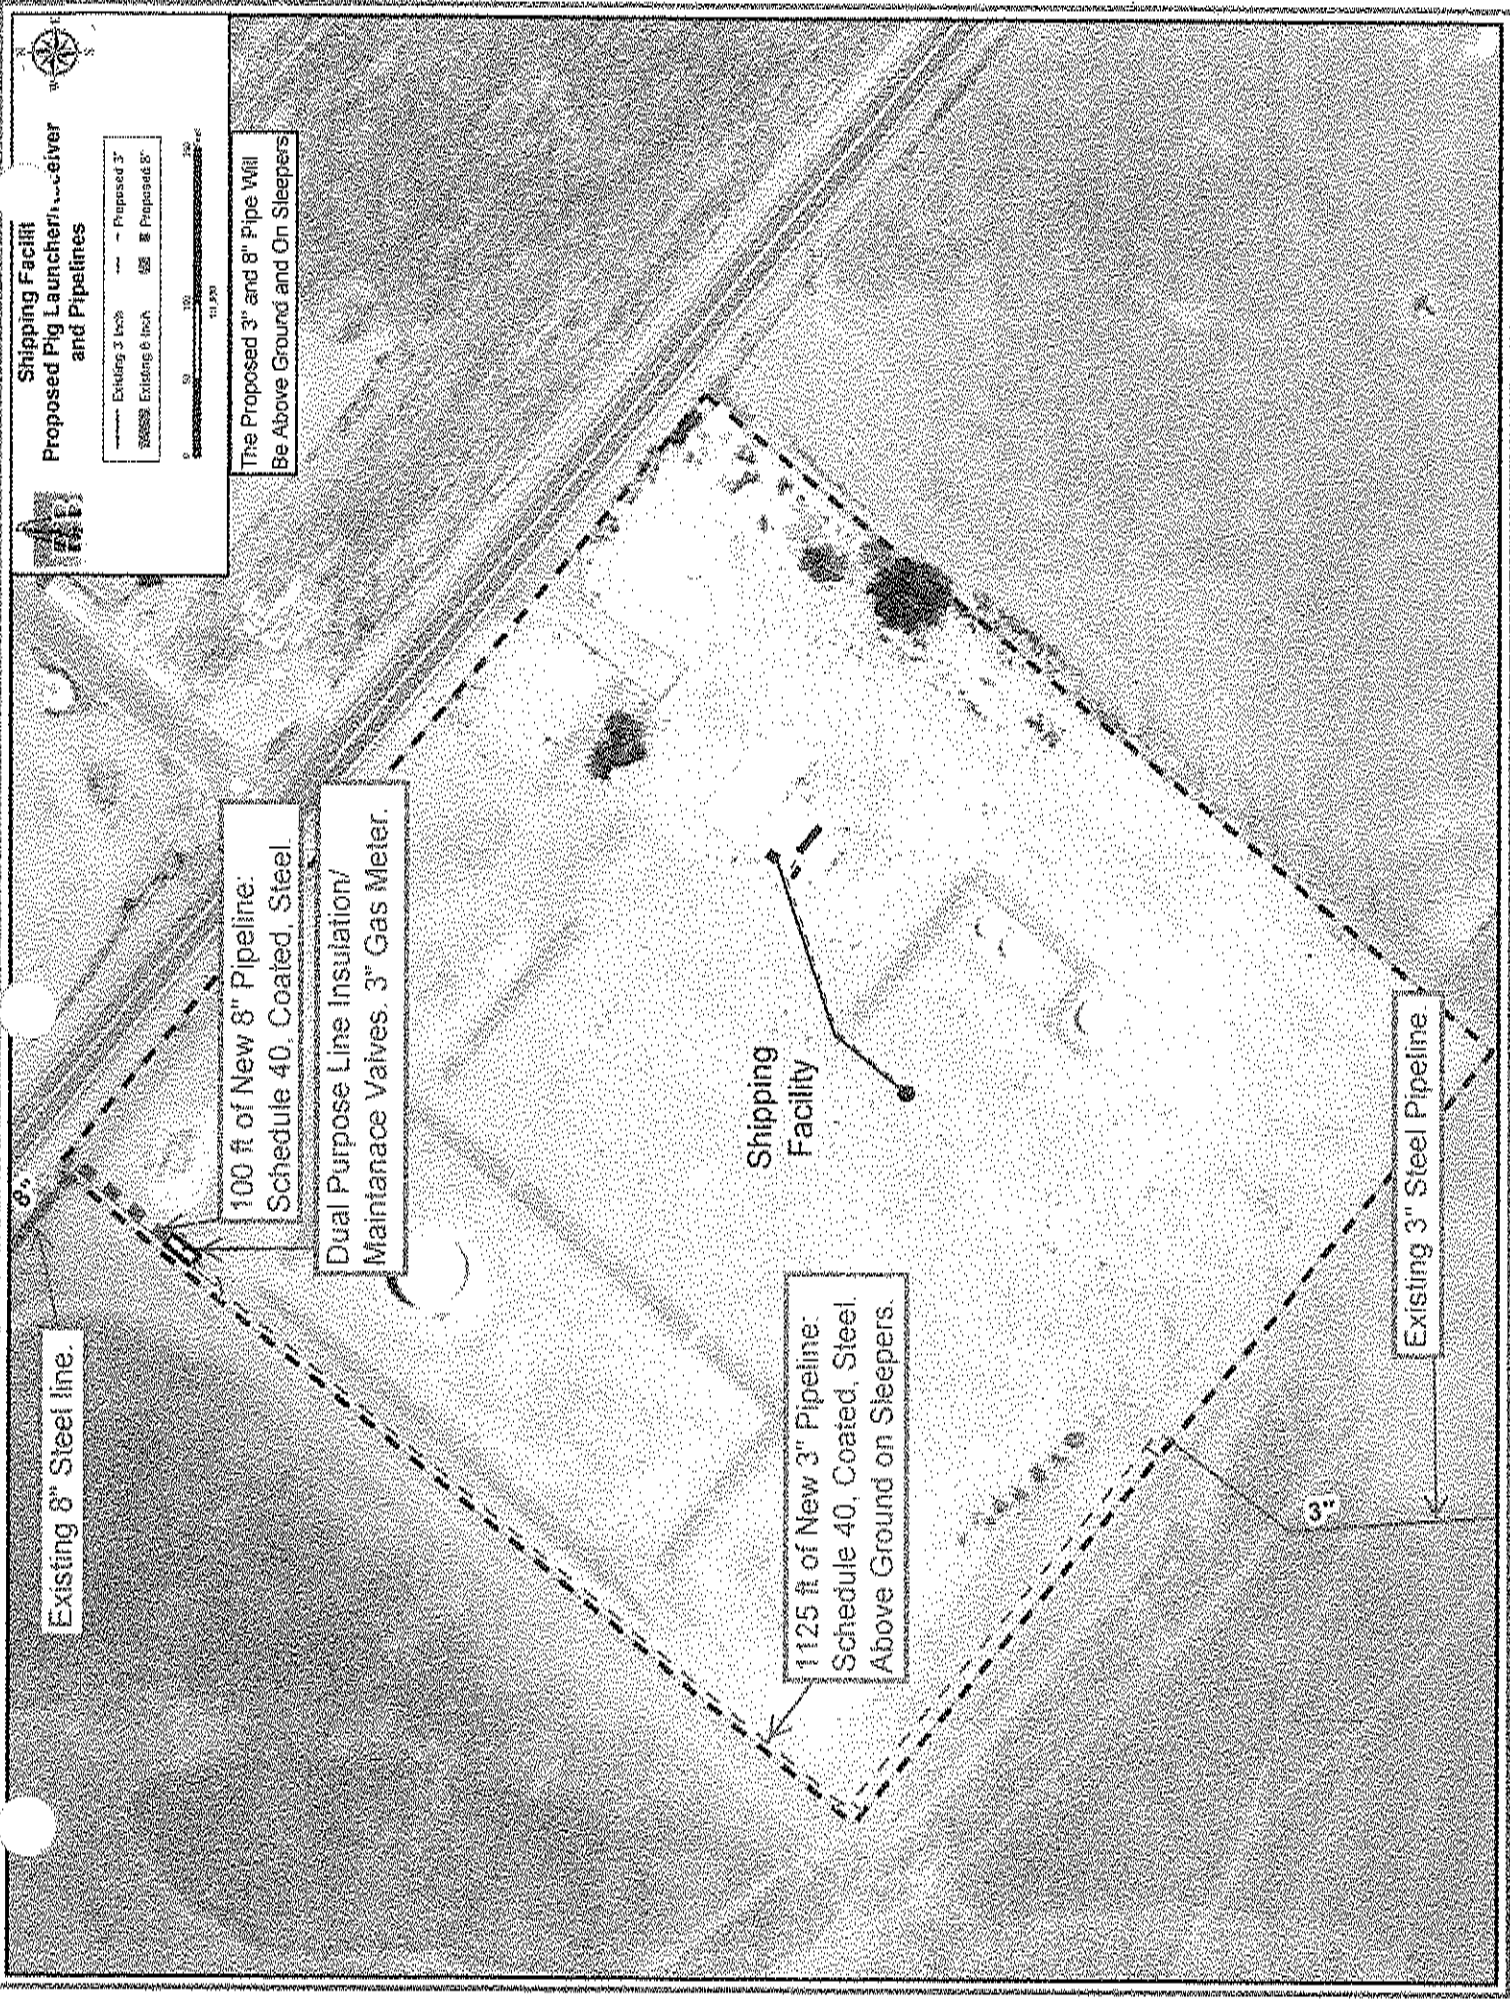 Shipping Facilit
Proposed Pig Launcher/
and Pipelines
N
E
S
W
Existing 3 Inch
Proposed 3"
Existing 8 Inch
Proposed 8"
0
50
100
The Proposed 3" and 8" Pipe Will
Be Above Ground and On Sleepers
8"
Existing 8" Steel line.
100 ft of New 8" Pipeline:
Schedule 40, Coated, Steel.
Dual Purpose Line Insulation/
Maintanace Valves. 3" Gas Meter.
Shipping
Facility
1125 ft of New 3" Pipeline:
Schedule 40, Coated, Steel.
Above Ground on Sleepers.
3"
Existing 3" Steel Pipeline